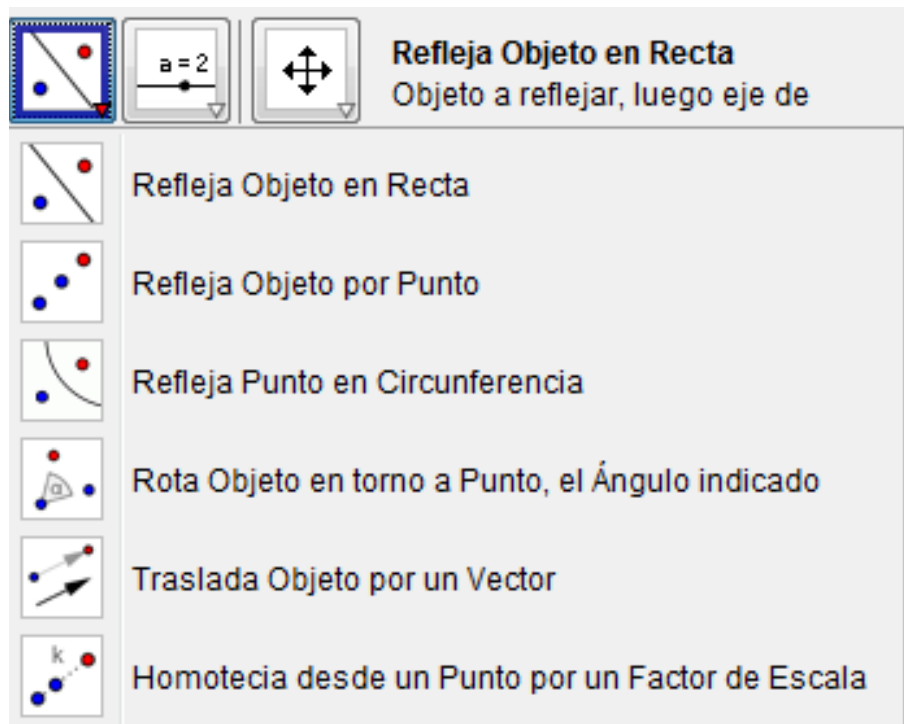 a = 2
Refleja Objeto en Recta
Objeto a reflejar, luego eje de
Refleja Objeto en Recta
Refleja Objeto por Punto
Refleja Punto en Circunferencia
α
Rota Objeto en torno a Punto, el Ángulo indicado
Traslada Objeto por un Vector
k
Homotecia desde un Punto por un Factor de Escala